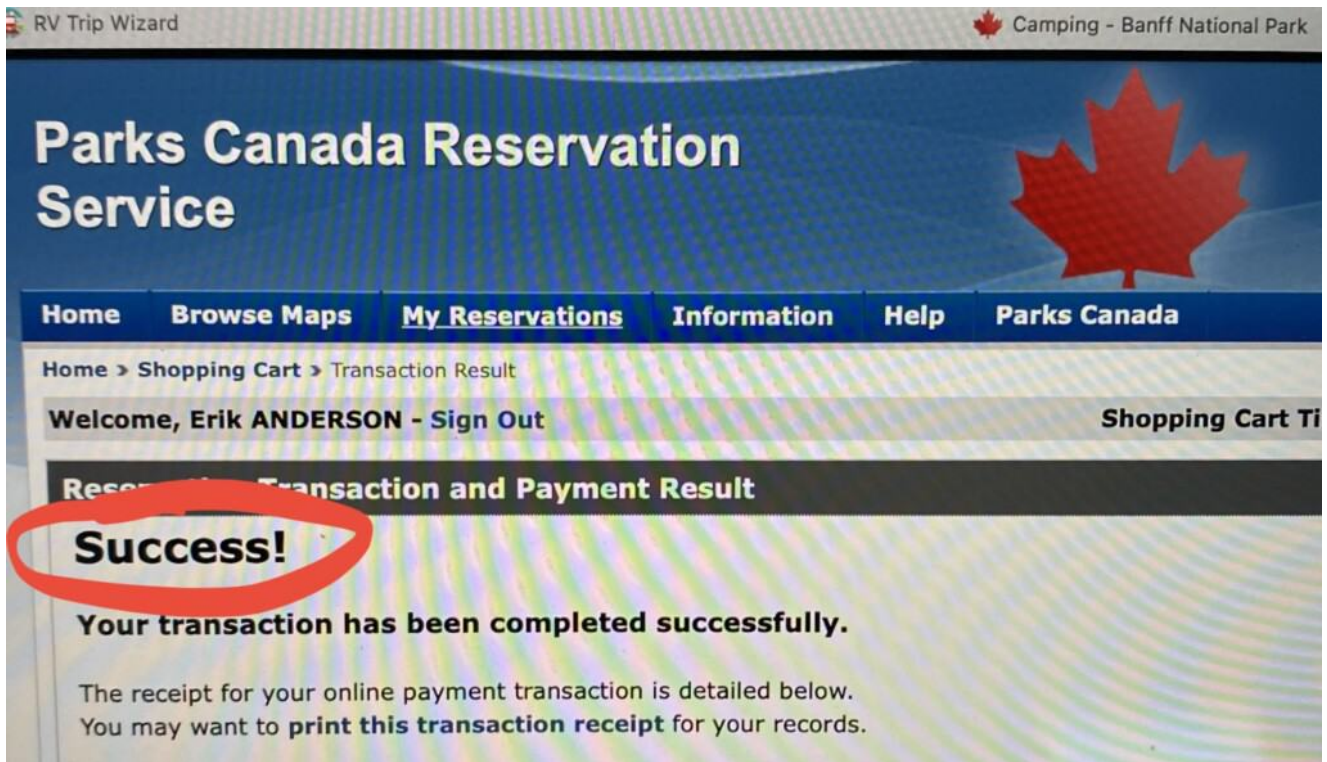 RV Trip Wizard
Camping - Banff National Park
Parks Canada Reservation
Service
Home Browse Maps My Reservations Information Help Parks Canada
Home > Shopping Cart > Transaction Result
Welcome, Erik ANDERSON - Sign Out
Shopping Cart Ti
Transaction and Payment Result
Success!
Your transaction has been completed successfully.
The receipt for your online payment transaction is detailed below.
You may want to print this transaction receipt for your records.